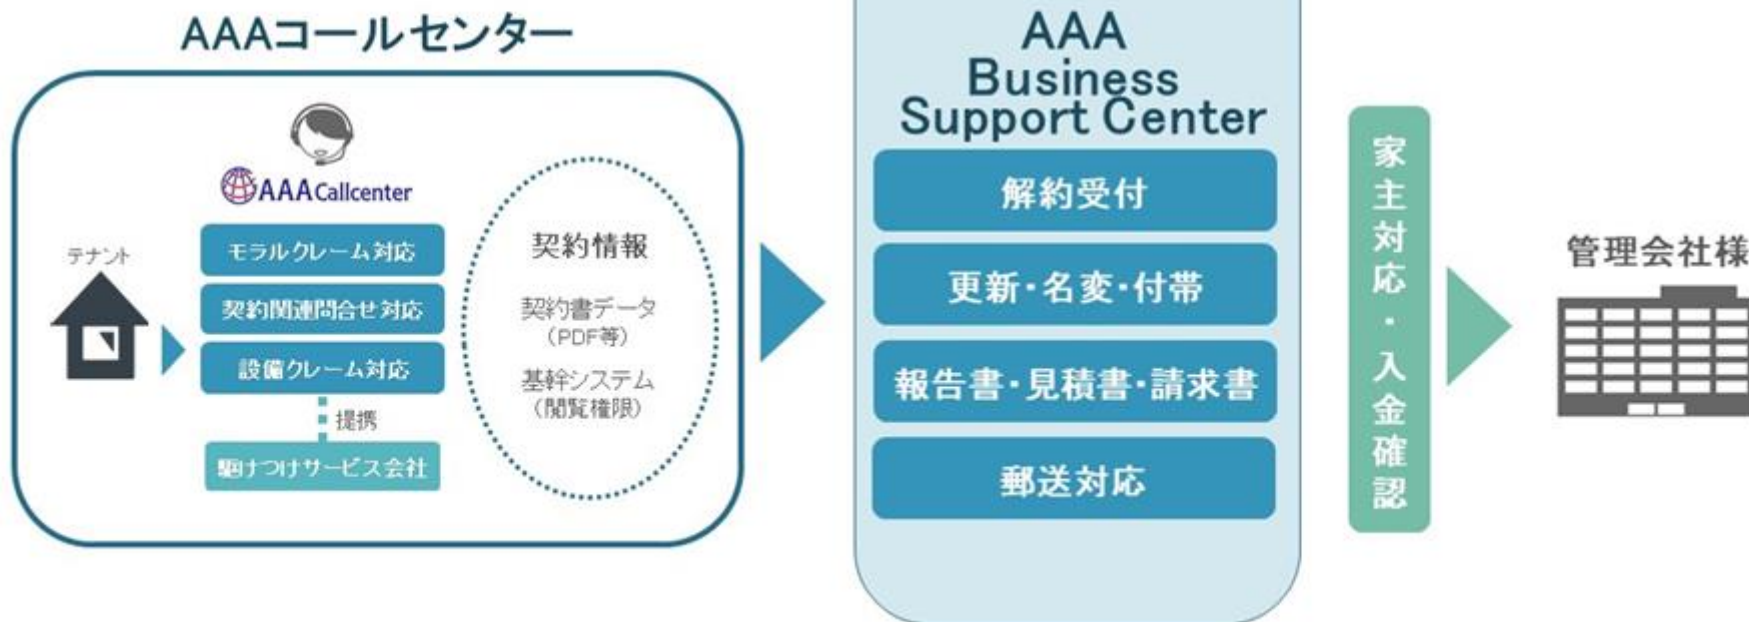 AAAコールセンター
AAACallcenter
テナント
モラルクレーム対応
契約関連問合せ対応
設備クレーム対応
提携
駆けつけサービス会社
契約情報
契約書データ
（PDF等）
基幹システム
（閲覧権限）
AAA
Business
Support Center
解約受付
更新・名変・付帯
報告書・見積書・請求書
郵送対応
家主対応・入金確認
管理会社様